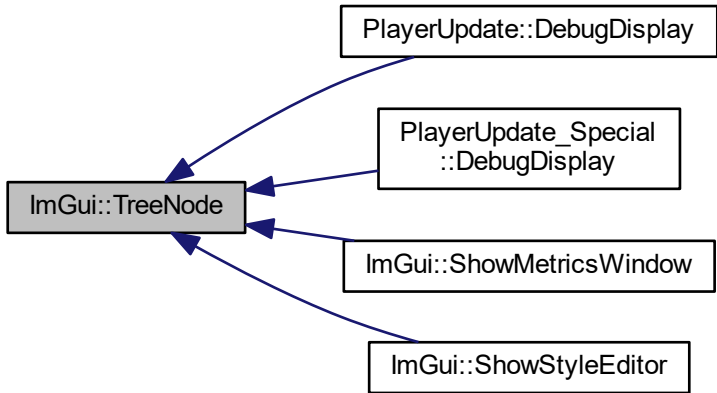 PlayerUpdate::DebugDisplay
PlayerUpdate_Special
::DebugDisplay
ImGui::TreeNode
ImGui::ShowMetricsWindow
ImGui::ShowStyleEditor